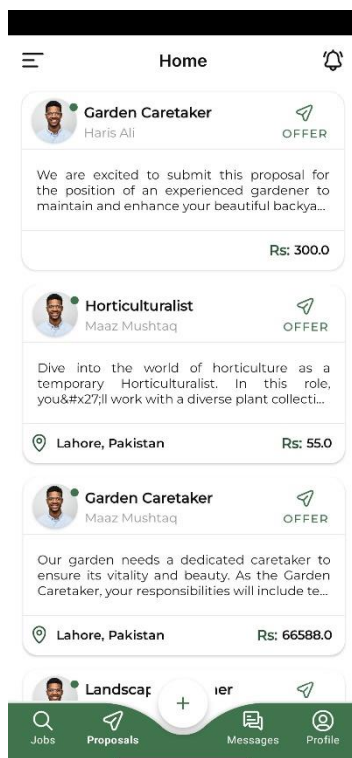 Home
Garden Caretaker
Haris Ali
OFFER
We are excited to submit this proposal for
the position of an experienced gardener to
maintain and enhance your beautiful backya...
Rs: 300.0
Horticulturalist
Maaz Mushtaq
OFFER
Dive into the world of horticulture as a
temporary Horticulturalist. In this role,
you&#x27;ll work with a diverse plant collecti...
Lahore, Pakistan
Rs: 55.0
Garden Caretaker
Maaz Mushtaq
OFFER
Our garden needs a dedicated caretaker to
ensure its vitality and beauty. As the Garden
Caretaker, your responsibilities will include te...
Lahore, Pakistan
Rs: 66588.0
+
Jobs
Proposals
Messages
Profile